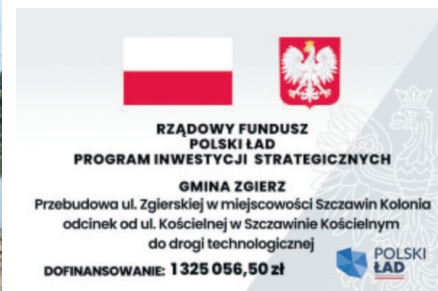 RZĄDOWY FUNDUSZ
POLSKI ŁAD
PROGRAM INWESTYCJI STRATEGICZNYCH
GMINA ZGIERZ
Przebudowa ul. Zgierskiej w miejscowości Szczawin Kolonia
odcinek od ul. Kościelnej w Szczawinie Kościelnym
do drogi technologicznej
DOFINANSOWANIE: 1 325 056,50 zł
POLSKI
ŁAD